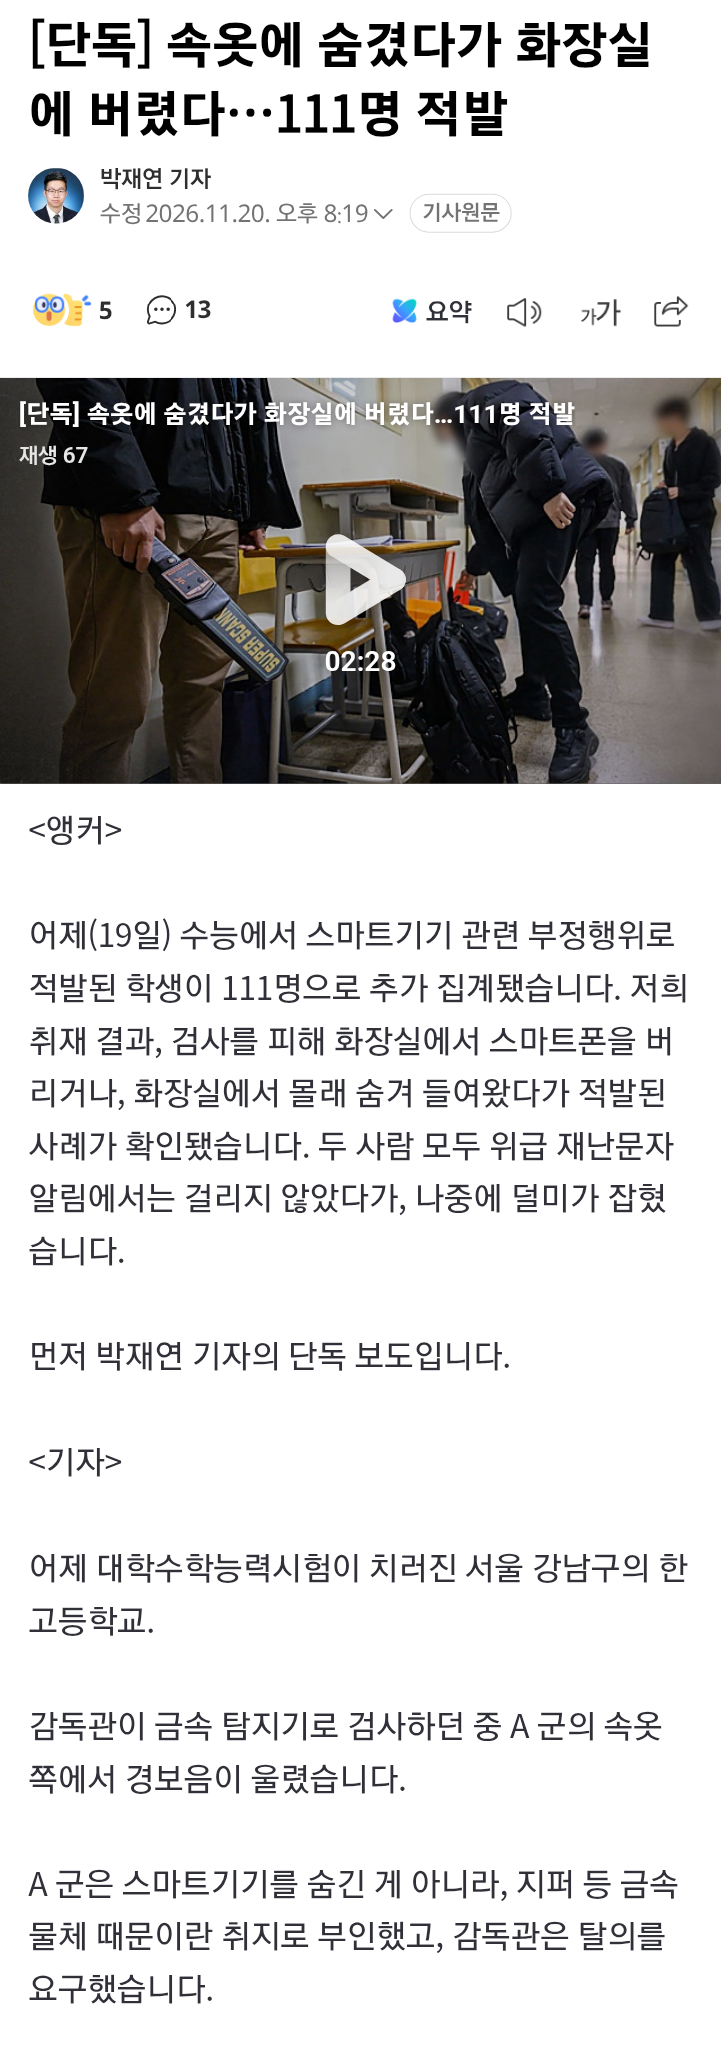 [단독] 속옷에 숨겼다가 화장실
에 버렸다…111명 적발
박재연 기자
수정 2026.11.20. 오후 8:19
기사원문
5
13
요약
가가
[단독] 속옷에 숨겼다가 화장실에 버렸다…111명 적발
재생 67
SUPER SCANN
02:28
<앵커>
어제(19일) 수능에서 스마트기기 관련 부정행위로
적발된 학생이 111명으로 추가 집계됐습니다. 저희
취재 결과, 검사를 피해 화장실에서 스마트폰을 버
리거나, 화장실에서 몰래 숨겨 들여왔다가 적발된
사례가 확인됐습니다. 두 사람 모두 위급 재난문자
알림에서는 걸리지 않았다가, 나중에 덜미가 잡혔
습니다.
먼저 박재연 기자의 단독 보도입니다.
<기자>
어제 대학수학능력시험이 치러진 서울 강남구의 한
고등학교.
감독관이 금속 탐지기로 검사하던 중 A 군의 속옷
쪽에서 경보음이 울렸습니다.
A 군은 스마트기기를 숨긴 게 아니라, 지퍼 등 금속
물체 때문이란 취지로 부인했고, 감독관은 탈의를
요구했습니다.